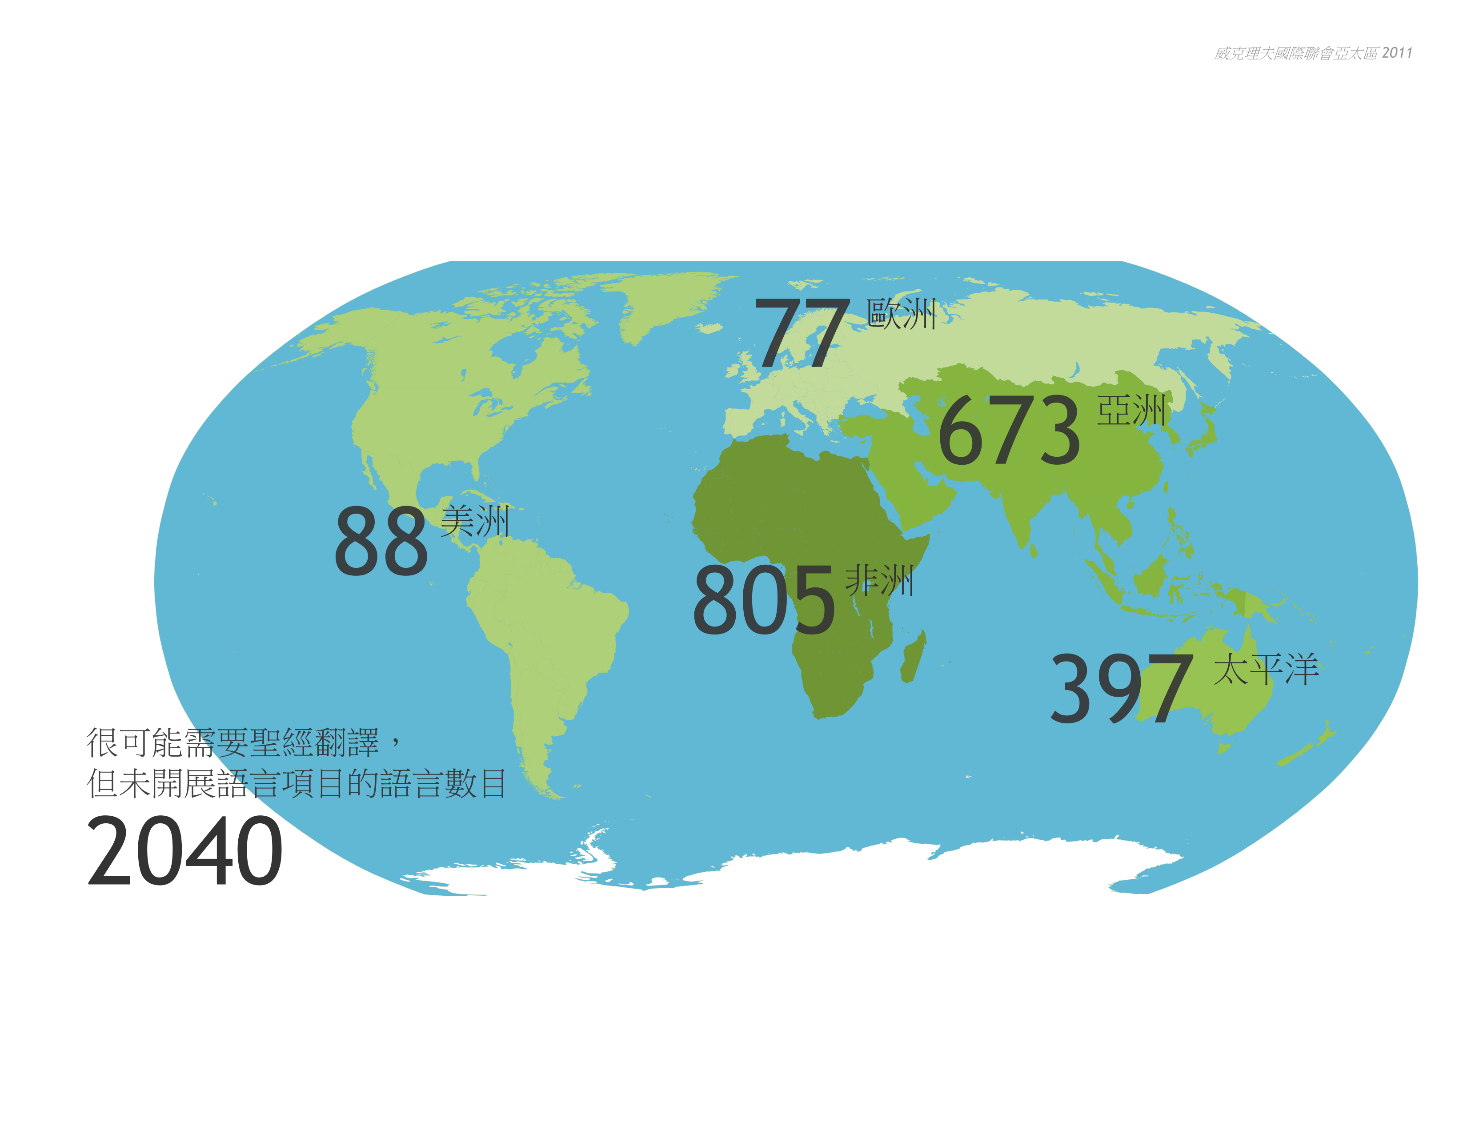 威克理夫國際聯會亞太區 2011
77 歐洲
673 亞洲
88 美洲
805 非洲
397 太平洋
很可能需要聖經翻譯，
但未開展語言項目的語言數目
2040